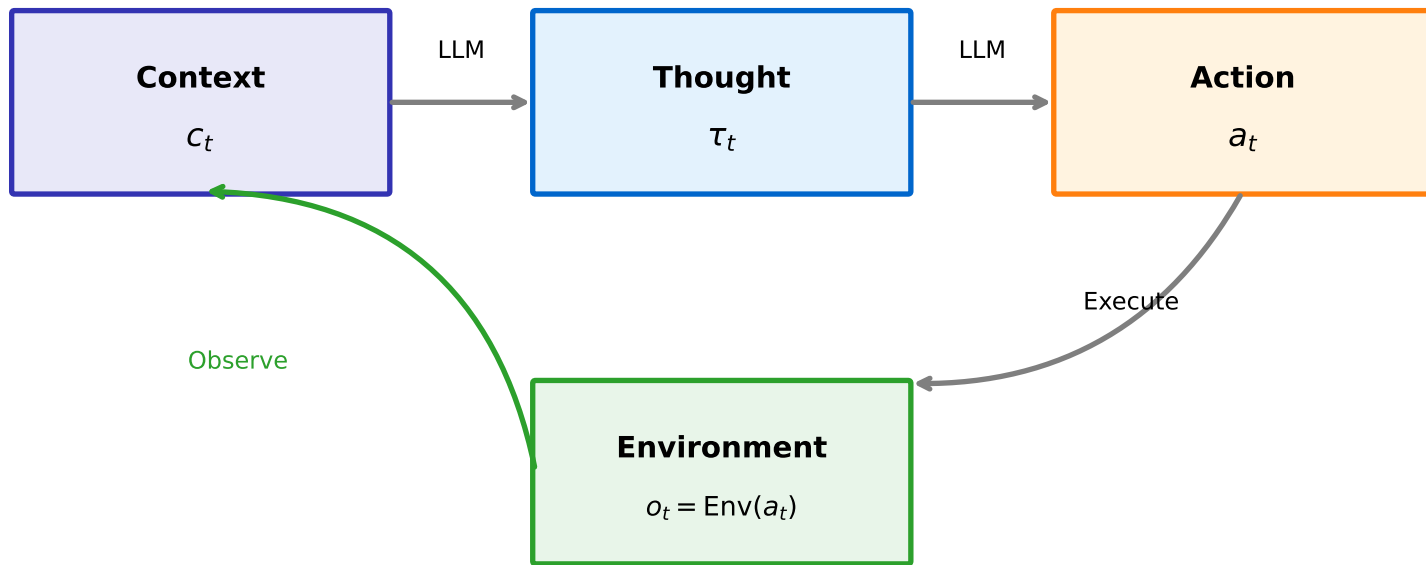 Context
LLM
Thought
LLM
Action
c_t
τ_t
a_t
Execute
Observe
Environment
o_t = Env(a_t)